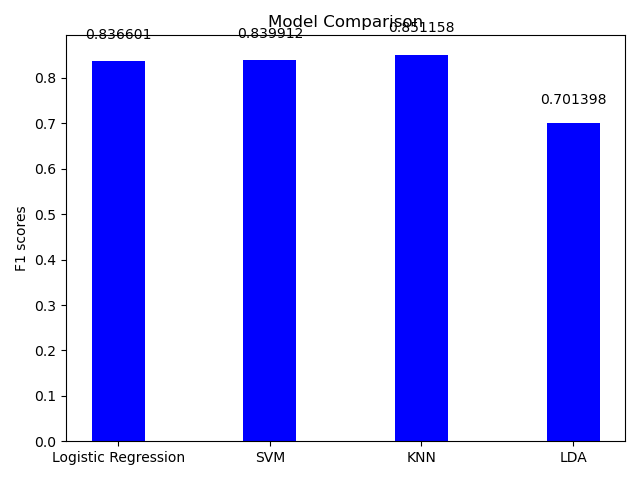 Model Comparison
0.836601
0.839912
0.851158
0.701398
F1 scores
0.8
0.7
0.6
0.5
0.4
0.3
0.2
0.1
0.0
Logistic Regression
SVM
KNN
LDA